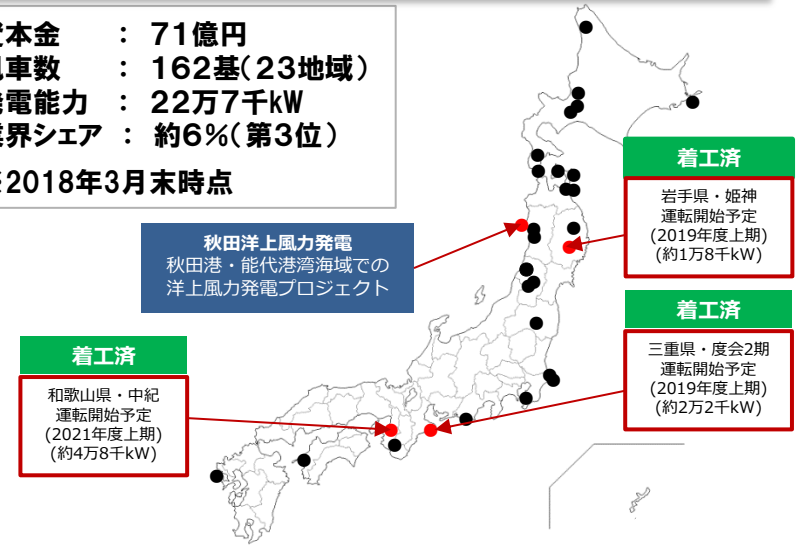 資本金 : 71億円
風車数 : 162基(23地域)
発電能力 : 22万7千kW
業界シェア : 約6%(第3位)
※2018年3月末時点
着工済
岩手県・姫神
運転開始予定
(2019年度上期)
(約1万8千kW)
秋田洋上風力発電
秋田港・能代港湾海域での
洋上風力発電プロジェクト
着工済
三重県・度会2期
運転開始予定
(2019年度上期)
(約2万2千kW)
着工済
和歌山県・中紀
運転開始予定
(2021年度上期)
(約4万8千kW)